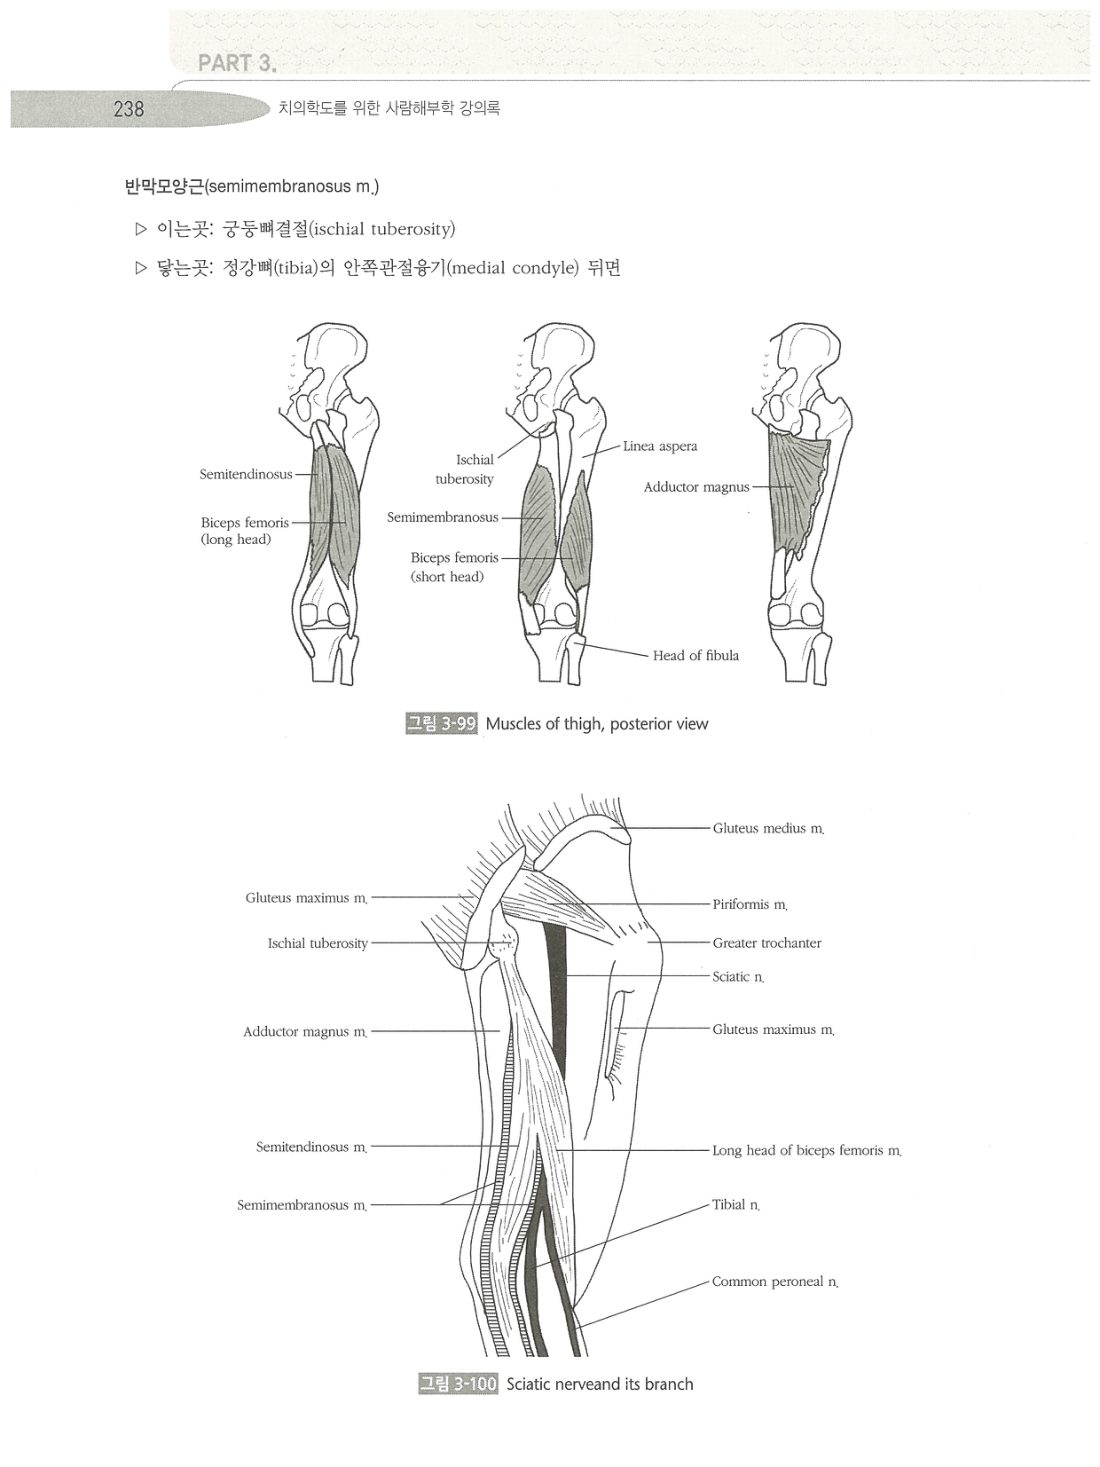 PART 3.
238
치의학도를 위한 사람해부학 강의록
반막모양근(semimembranosus m.)
▷ 이는곳: 궁둥뼈결절(ischial tuberosity)
▷ 닿는곳: 정강뼈(tibia)의 안쪽관절융기(medial condyle) 뒤면
Semitendinosus
Biceps femoris
(long head)
Ischial
tuberosity
Linea aspera
Semimembranosus
Biceps femoris
(short head)
Head of fibula
Adductor magnus
그림 3-99 Muscles of thigh, posterior view
Gluteus medius m.
Gluteus maximus m.
Piriformis m.
Ischial tuberosity
Greater trochanter
Sciatic n.
Adductor magnus m.
Gluteus maximus m.
Semitendinosus m.
Long head of biceps femoris m.
Semimembranosus m.
Tibial n.
Common peroneal n.
그림 3-100 Sciatic nerveand its branch